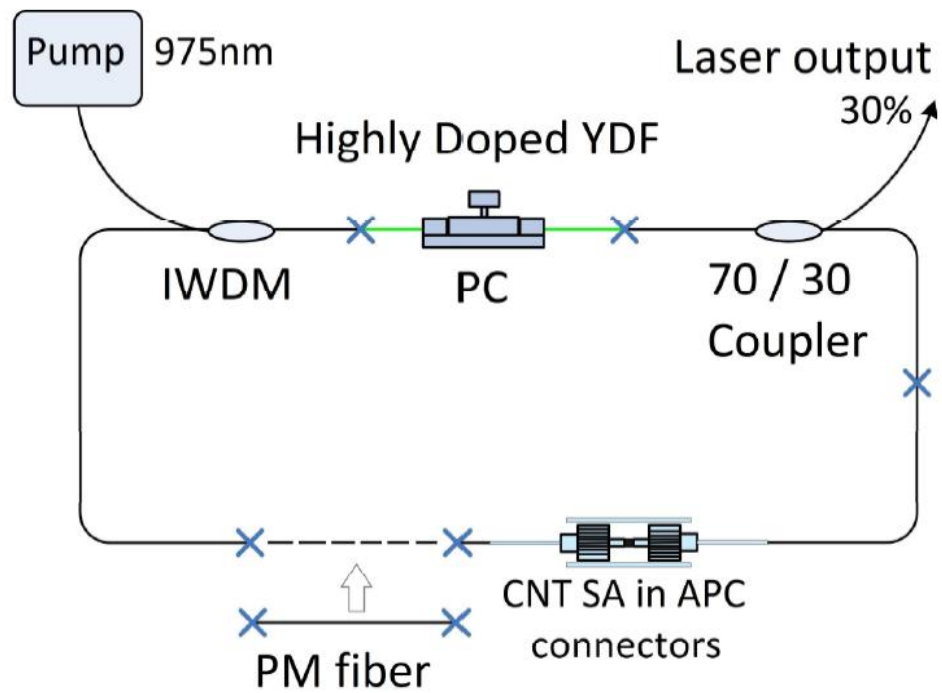 Pump
975nm
Laser output
30%
Highly Doped YDF
IWDM
PC
70 / 30
Coupler
CNT SA in APC
connectors
PM fiber